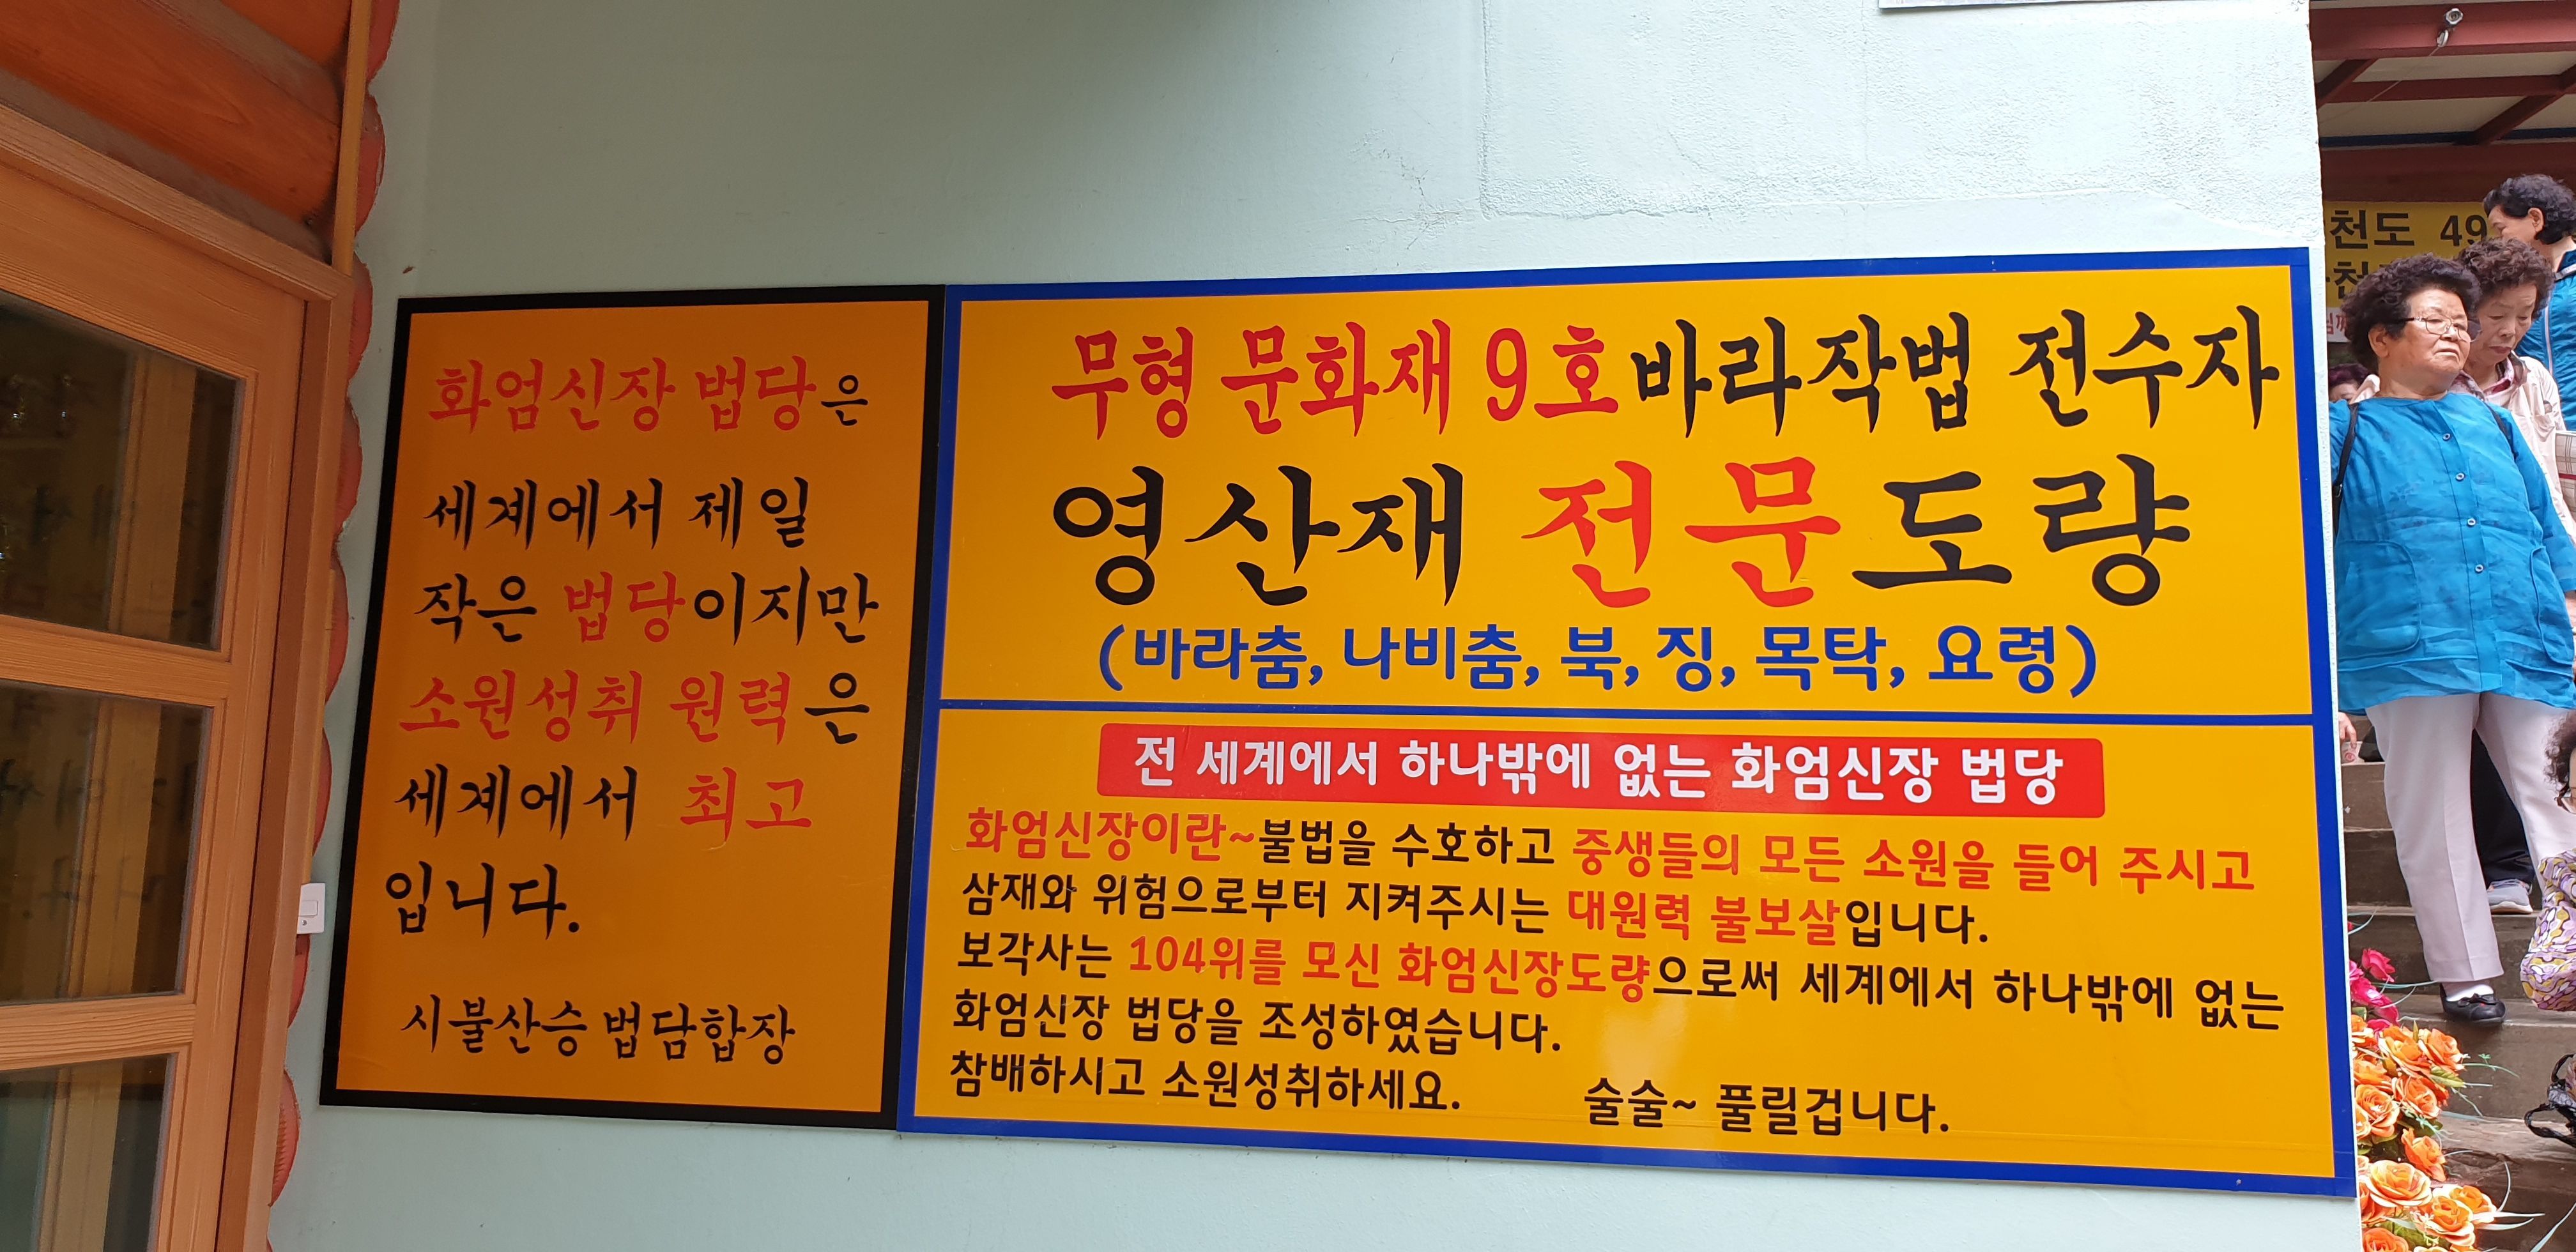 화엄신장 법당은
세계에서 제일
작은 법당이지만
소원성취 원력은
세계에서 최고
입니다.
시불산승 법담합장
무형 문화재 9호바라작법 전수자
영산재 전문도량
(바라춤, 나비춤, 북, 징, 목탁, 요령)
전 세계에서 하나밖에 없는 화엄신장 법당
화엄신장이란~불법을 수호하고 중생들의 모든 소원을 들어 주시고
삼재와 위험으로부터 지켜주시는 대원력 불보살입니다.
보각사는 104위를 모신 화엄신장도량으로써 세계에서 하나밖에 없는
화엄신장 법당을 조성하였습니다.
참배하시고 소원성취하세요. 술술~ 풀릴겁니다.
천도 49